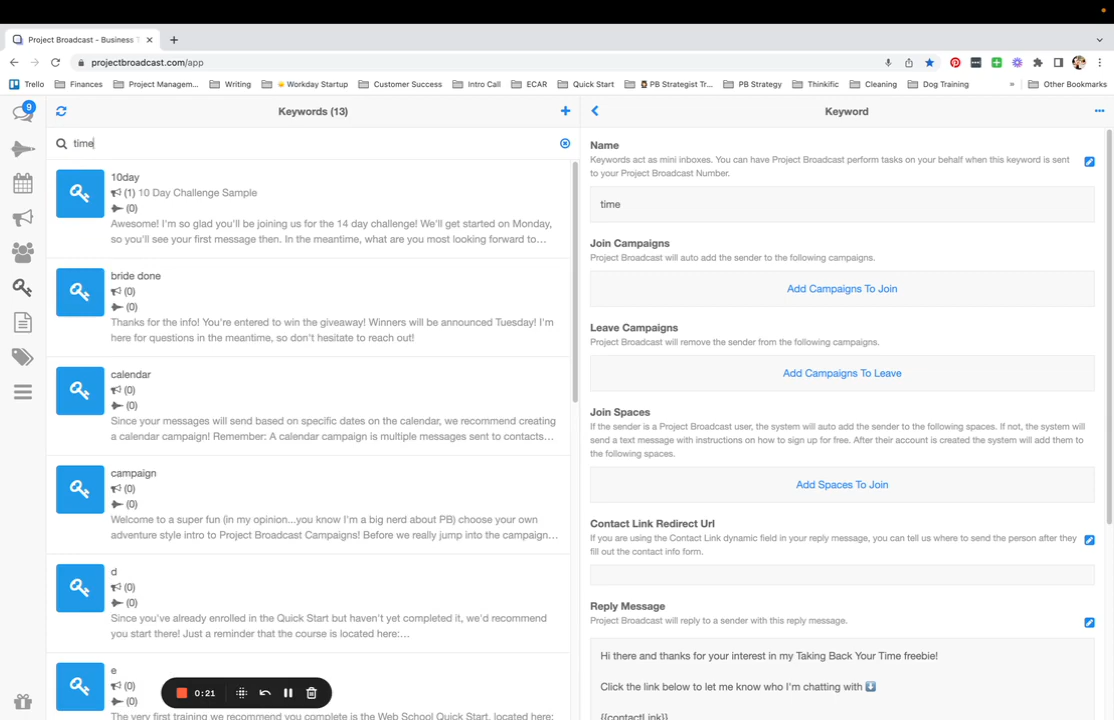 Project Broadcast - Business T
projectbroadcast.com/app
Trello
Finances
Project Managem...
Writing
Workday Startup
Customer Success
Intro Call
ECAR
Quick Start
PB Strategist Tr...
PB Strategy
Thinkific
Cleaning
Dog Training
»
Other Bookmarks
9
Keywords (13)
time
10day
(1) 10 Day Challenge Sample
(0)
Awesome! I'm so glad you'll be joining us for the 14 day challenge! We'll get started on Monday,
so you'll see your first message then. In the meantime, what are you most looking forward to...
bride done
(0)
(0)
Thanks for the info! You're entered to win the giveaway! Winners will be announced Tuesday! I'm
here for questions in the meantime, so don't hesitate to reach out!
calendar
(0)
(0)
Since your messages will send based on specific dates on the calendar, we recommend creating
a calendar campaign! Remember: A calendar campaign is multiple messages sent to contacts...
campaign
(0)
(0)
Welcome to a super fun (in my opinion...you know I'm a big nerd about PB) choose your own
adventure style intro to Project Broadcast Campaigns! Before we really jump into the campaign...
d
(0)
(0)
Since you've already enrolled in the Quick Start but haven't yet completed it, we'd recommend
you start there! Just a reminder that the course is located here:...
e
(0)
(0)
The very first training we recommend you complete is the Web School Quick Start, located here:
0:21
Keyword
Name
Keywords act as mini inboxes. You can have Project Broadcast perform tasks on your behalf when this keyword is sent
to your Project Broadcast Number.
time
Join Campaigns
Project Broadcast will auto add the sender to the following campaigns.
Add Campaigns To Join
Leave Campaigns
Project Broadcast will remove the sender from the following campaigns.
Add Campaigns To Leave
Join Spaces
If the sender is a Project Broadcast user, the system will auto add the sender to the following spaces. If not, the system will
send a text message with instructions on how to sign up for free. After their account is created the system will add them to
the following spaces.
Add Spaces To Join
Contact Link Redirect Url
If you are using the Contact Link dynamic field in your reply message, you can tell us where to send the person after they
fill out the contact info form.
Reply Message
Project Broadcast will reply to a sender with this reply message.
Hi there and thanks for your interest in my Taking Back Your Time freebie!
Click the link below to let me know who I'm chatting with ⬇️
{{contactLink}}